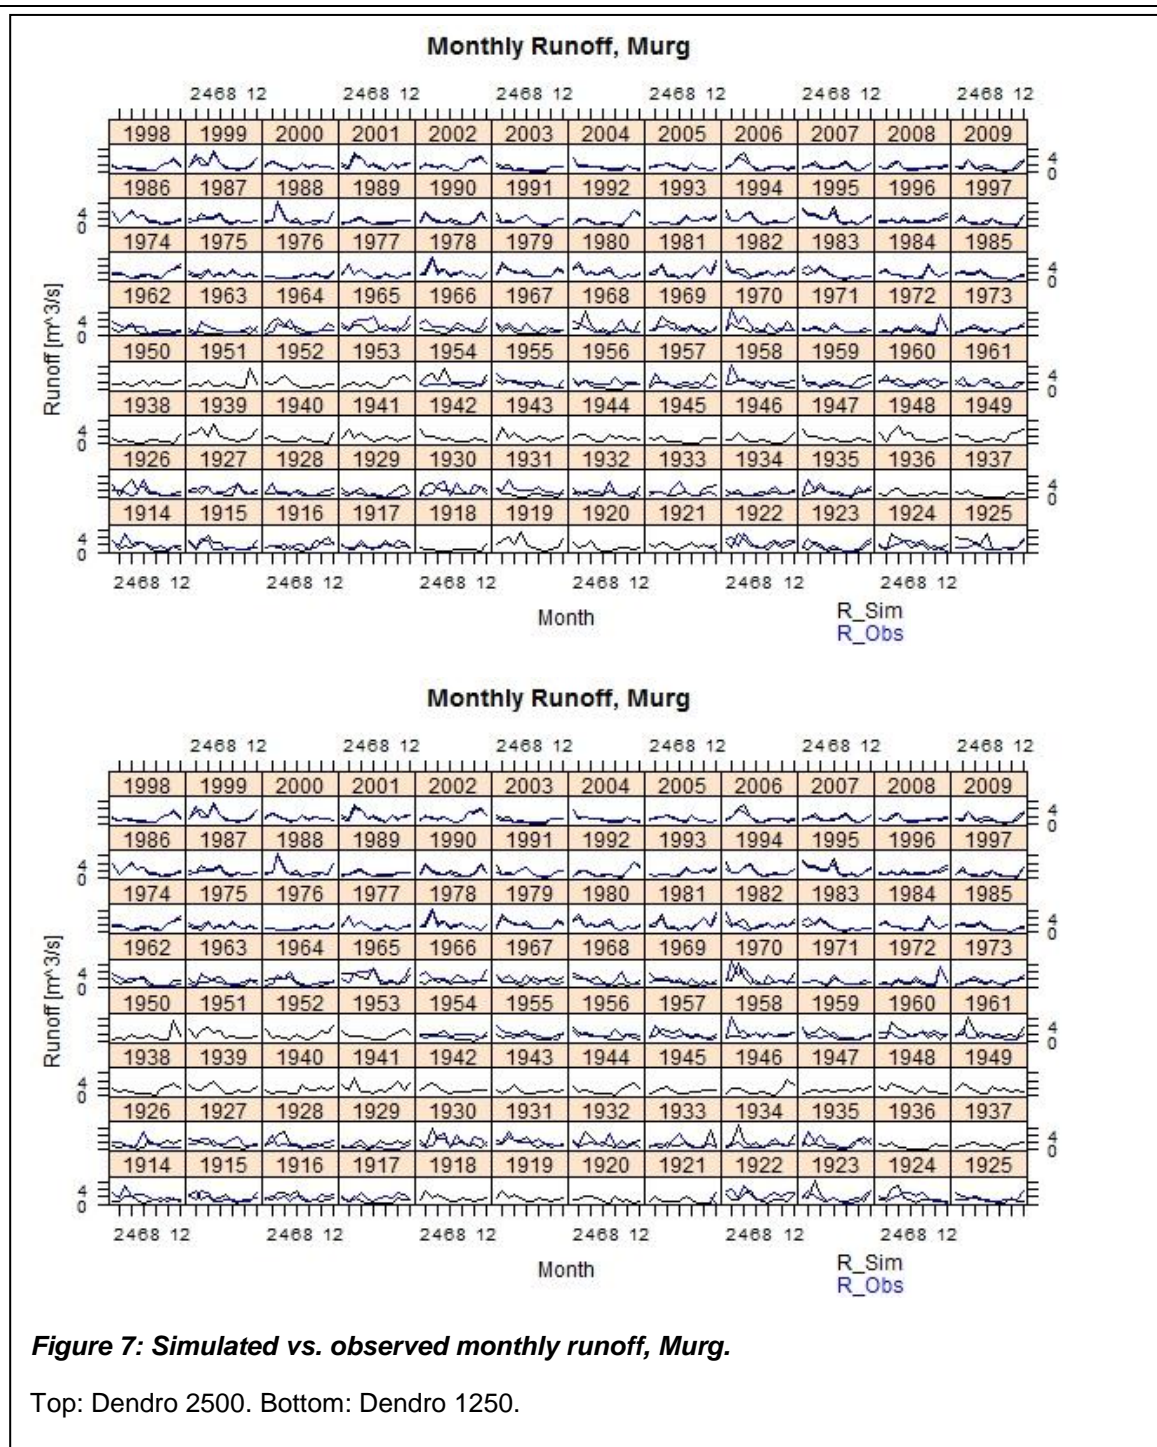 Monthly Runoff, Murg
2468 12 2468 12 2468 12 2468 12 2468 12 2468 12
1998 1999 2000 2001 2002 2003 2004 2005 2006 2007 2008 2009
4
0
1986 1987 1988 1989 1990 1991 1992 1993 1994 1995 1996 1997
4
0
1974 1975 1976 1977 1978 1979 1980 1981 1982 1983 1984 1985
4
0
1962 1963 1964 1965 1966 1967 1968 1969 1970 1971 1972 1973
4
0
1950 1951 1952 1953 1954 1955 1956 1957 1958 1959 1960 1961
4
0
1938 1939 1940 1941 1942 1943 1944 1945 1946 1947 1948 1949
4
0
1926 1927 1928 1929 1930 1931 1932 1933 1934 1935 1936 1937
4
0
1914 1915 1916 1917 1918 1919 1920 1921 1922 1923 1924 1925
4
0
Runoff [m^3/s]
2468 12 2468 12 2468 12 2468 12 2468 12 2468 12
Month
R_Sim
R_Obs
Monthly Runoff, Murg
2468 12 2468 12 2468 12 2468 12 2468 12 2468 12
1998 1999 2000 2001 2002 2003 2004 2005 2006 2007 2008 2009
4
0
1986 1987 1988 1989 1990 1991 1992 1993 1994 1995 1996 1997
4
0
1974 1975 1976 1977 1978 1979 1980 1981 1982 1983 1984 1985
4
0
1962 1963 1964 1965 1966 1967 1968 1969 1970 1971 1972 1973
4
0
1950 1951 1952 1953 1954 1955 1956 1957 1958 1959 1960 1961
4
0
1938 1939 1940 1941 1942 1943 1944 1945 1946 1947 1948 1949
4
0
1926 1927 1928 1929 1930 1931 1932 1933 1934 1935 1936 1937
4
0
1914 1915 1916 1917 1918 1919 1920 1921 1922 1923 1924 1925
4
0
Runoff [m^3/s]
2468 12 2468 12 2468 12 2468 12 2468 12 2468 12
Month
R_Sim
R_Obs
Figure 7: Simulated vs. observed monthly runoff, Murg.
Top: Dendro 2500. Bottom: Dendro 1250.